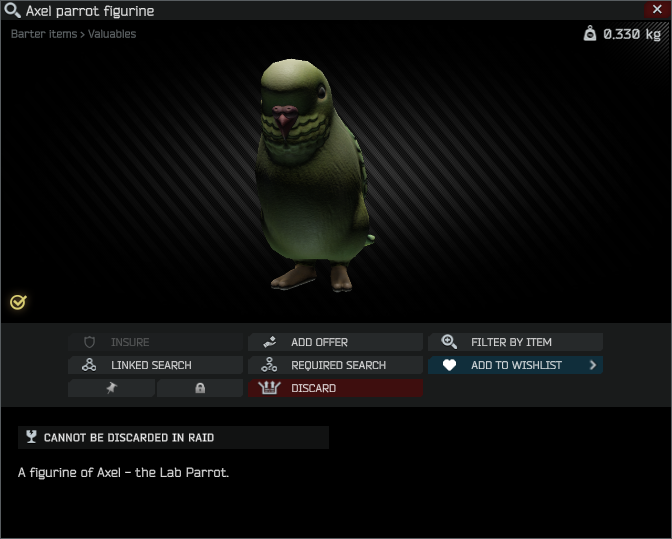 Axel parrot figurine
Barter items > Valuables
0.330 kg
INSURE
ADD OFFER
FILTER BY ITEM
LINKED SEARCH
REQUIRED SEARCH
ADD TO WISHLIST
DISCARD
CANNOT BE DISCARDED IN RAID
A figurine of Axel - the Lab Parrot.